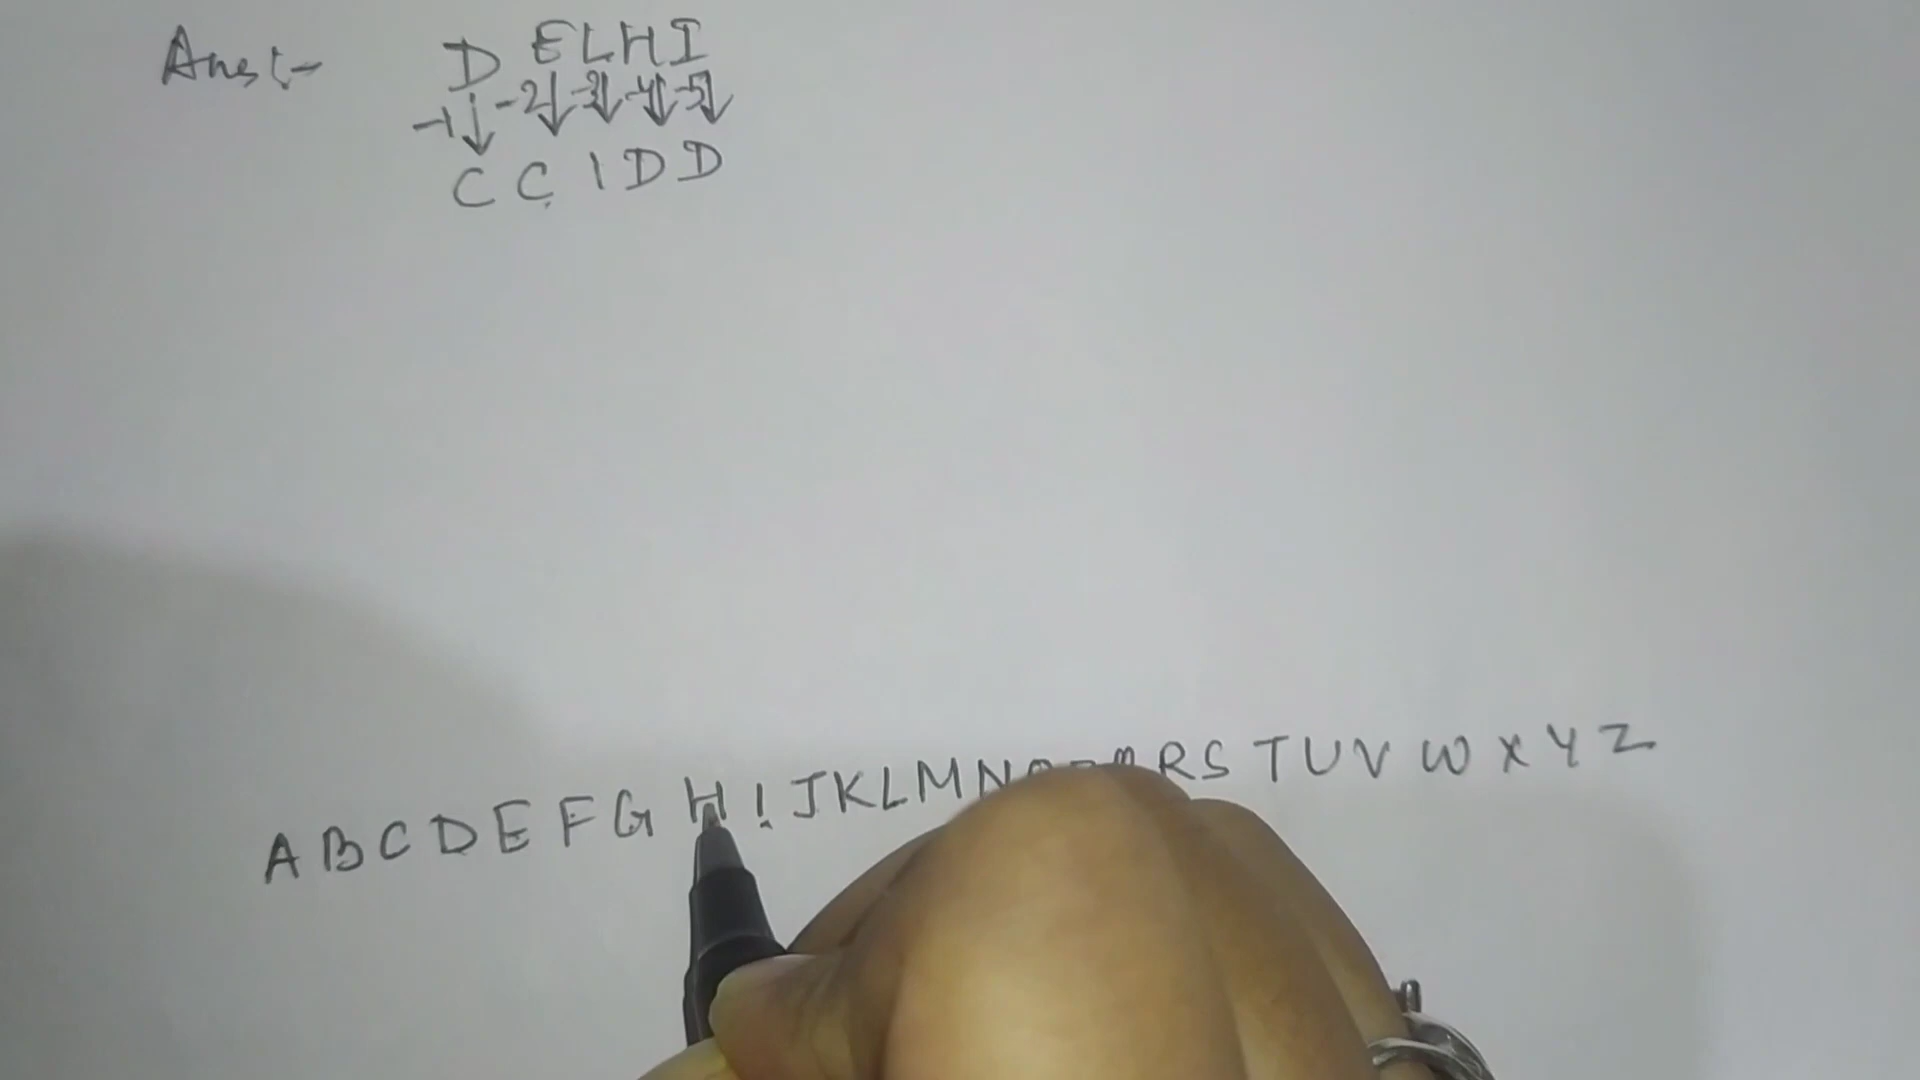 Ans:-
D E L H I
-1 -2 -3 -4 -5
C C I D D
A B C D E F G H I J K L M N R S T U V W X Y Z